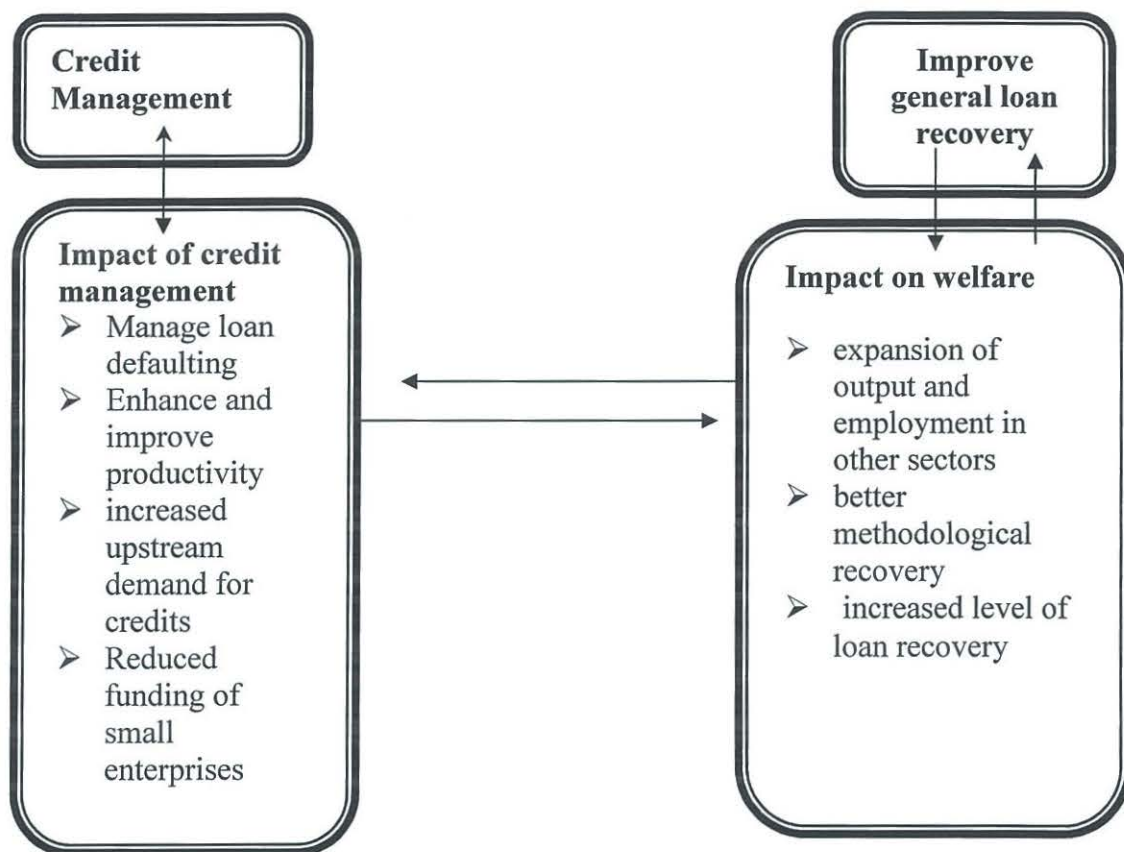 Credit
Management
Improve
general loan
recovery
Impact of credit
management
➢ Manage loan
defaulting
➢ Enhance and
improve
productivity
➢ increased
upstream
demand for
credits
➢ Reduced
funding of
small
enterprises
Impact on welfare
➢ expansion of
output and
employment in
other sectors
➢ better
methodological
recovery
➢ increased level of
loan recovery